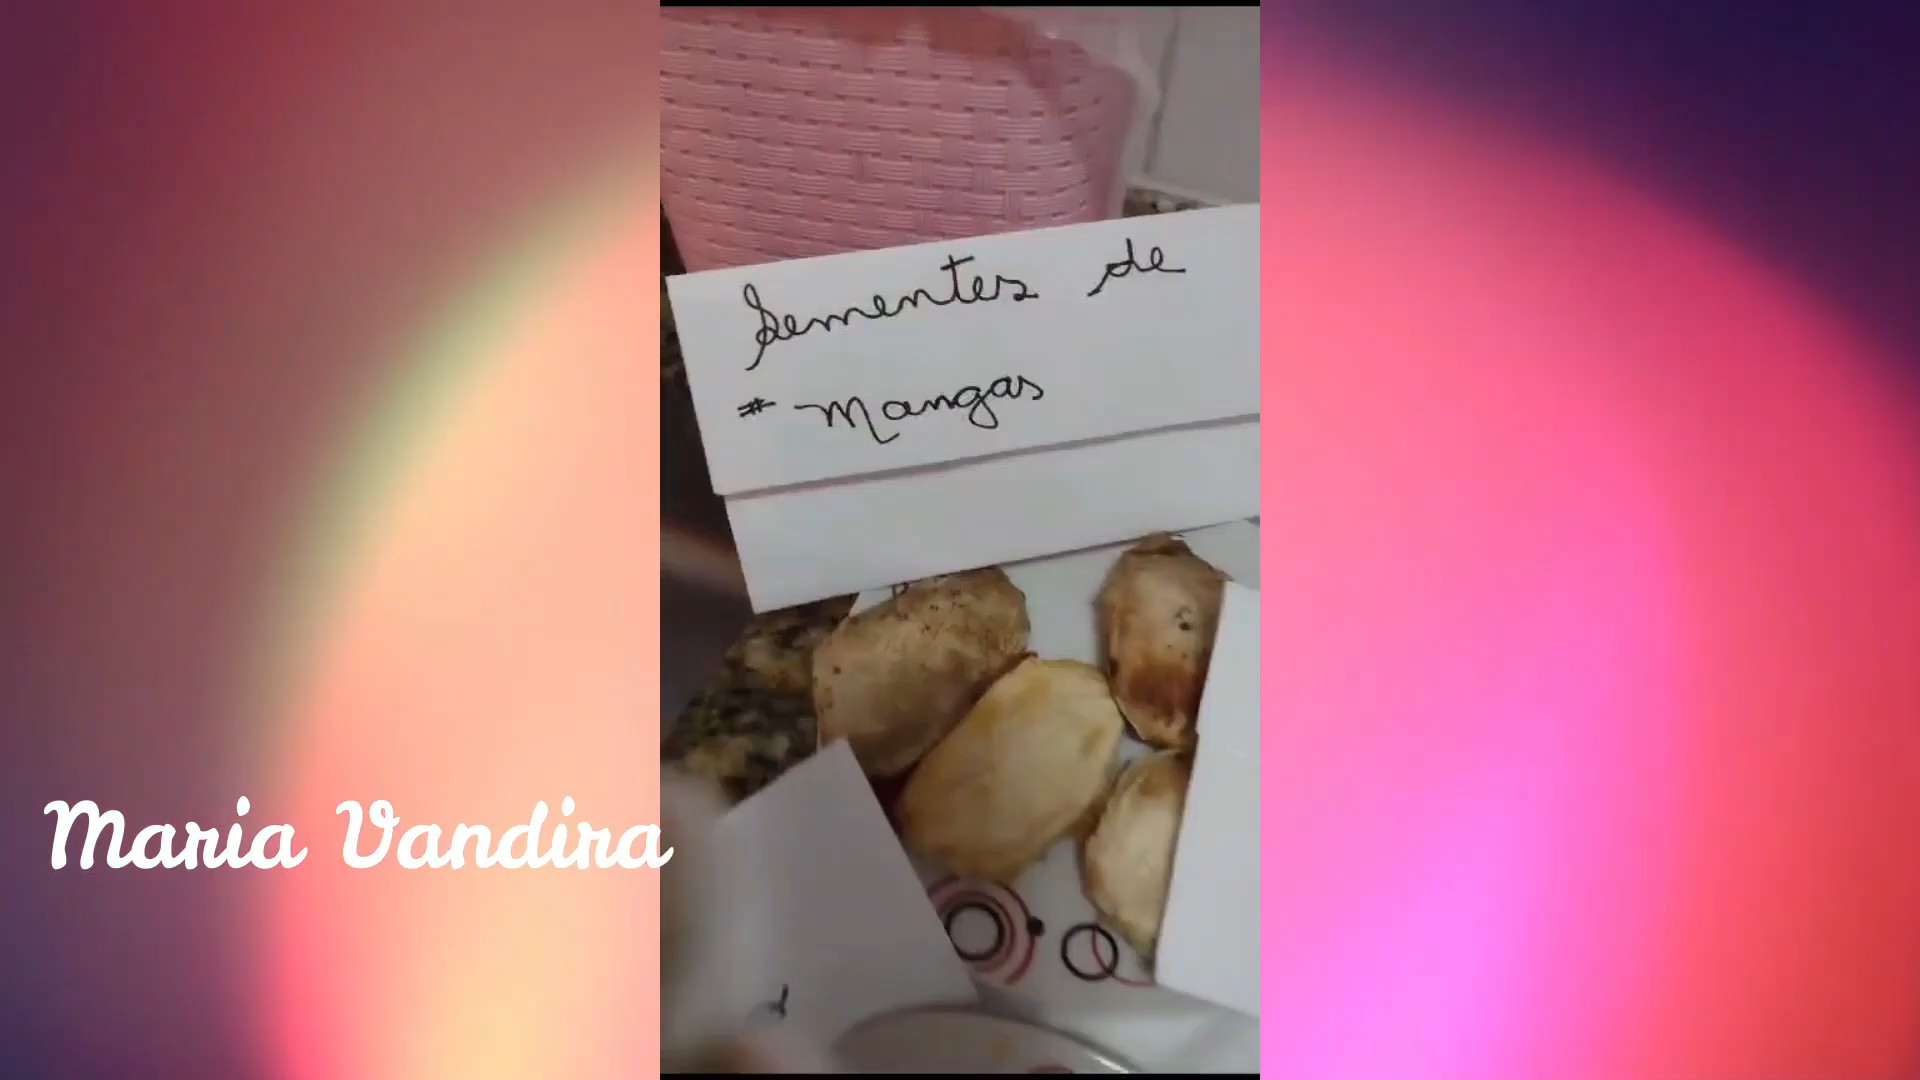 Sementes de
# Mangas
Maria Vandira